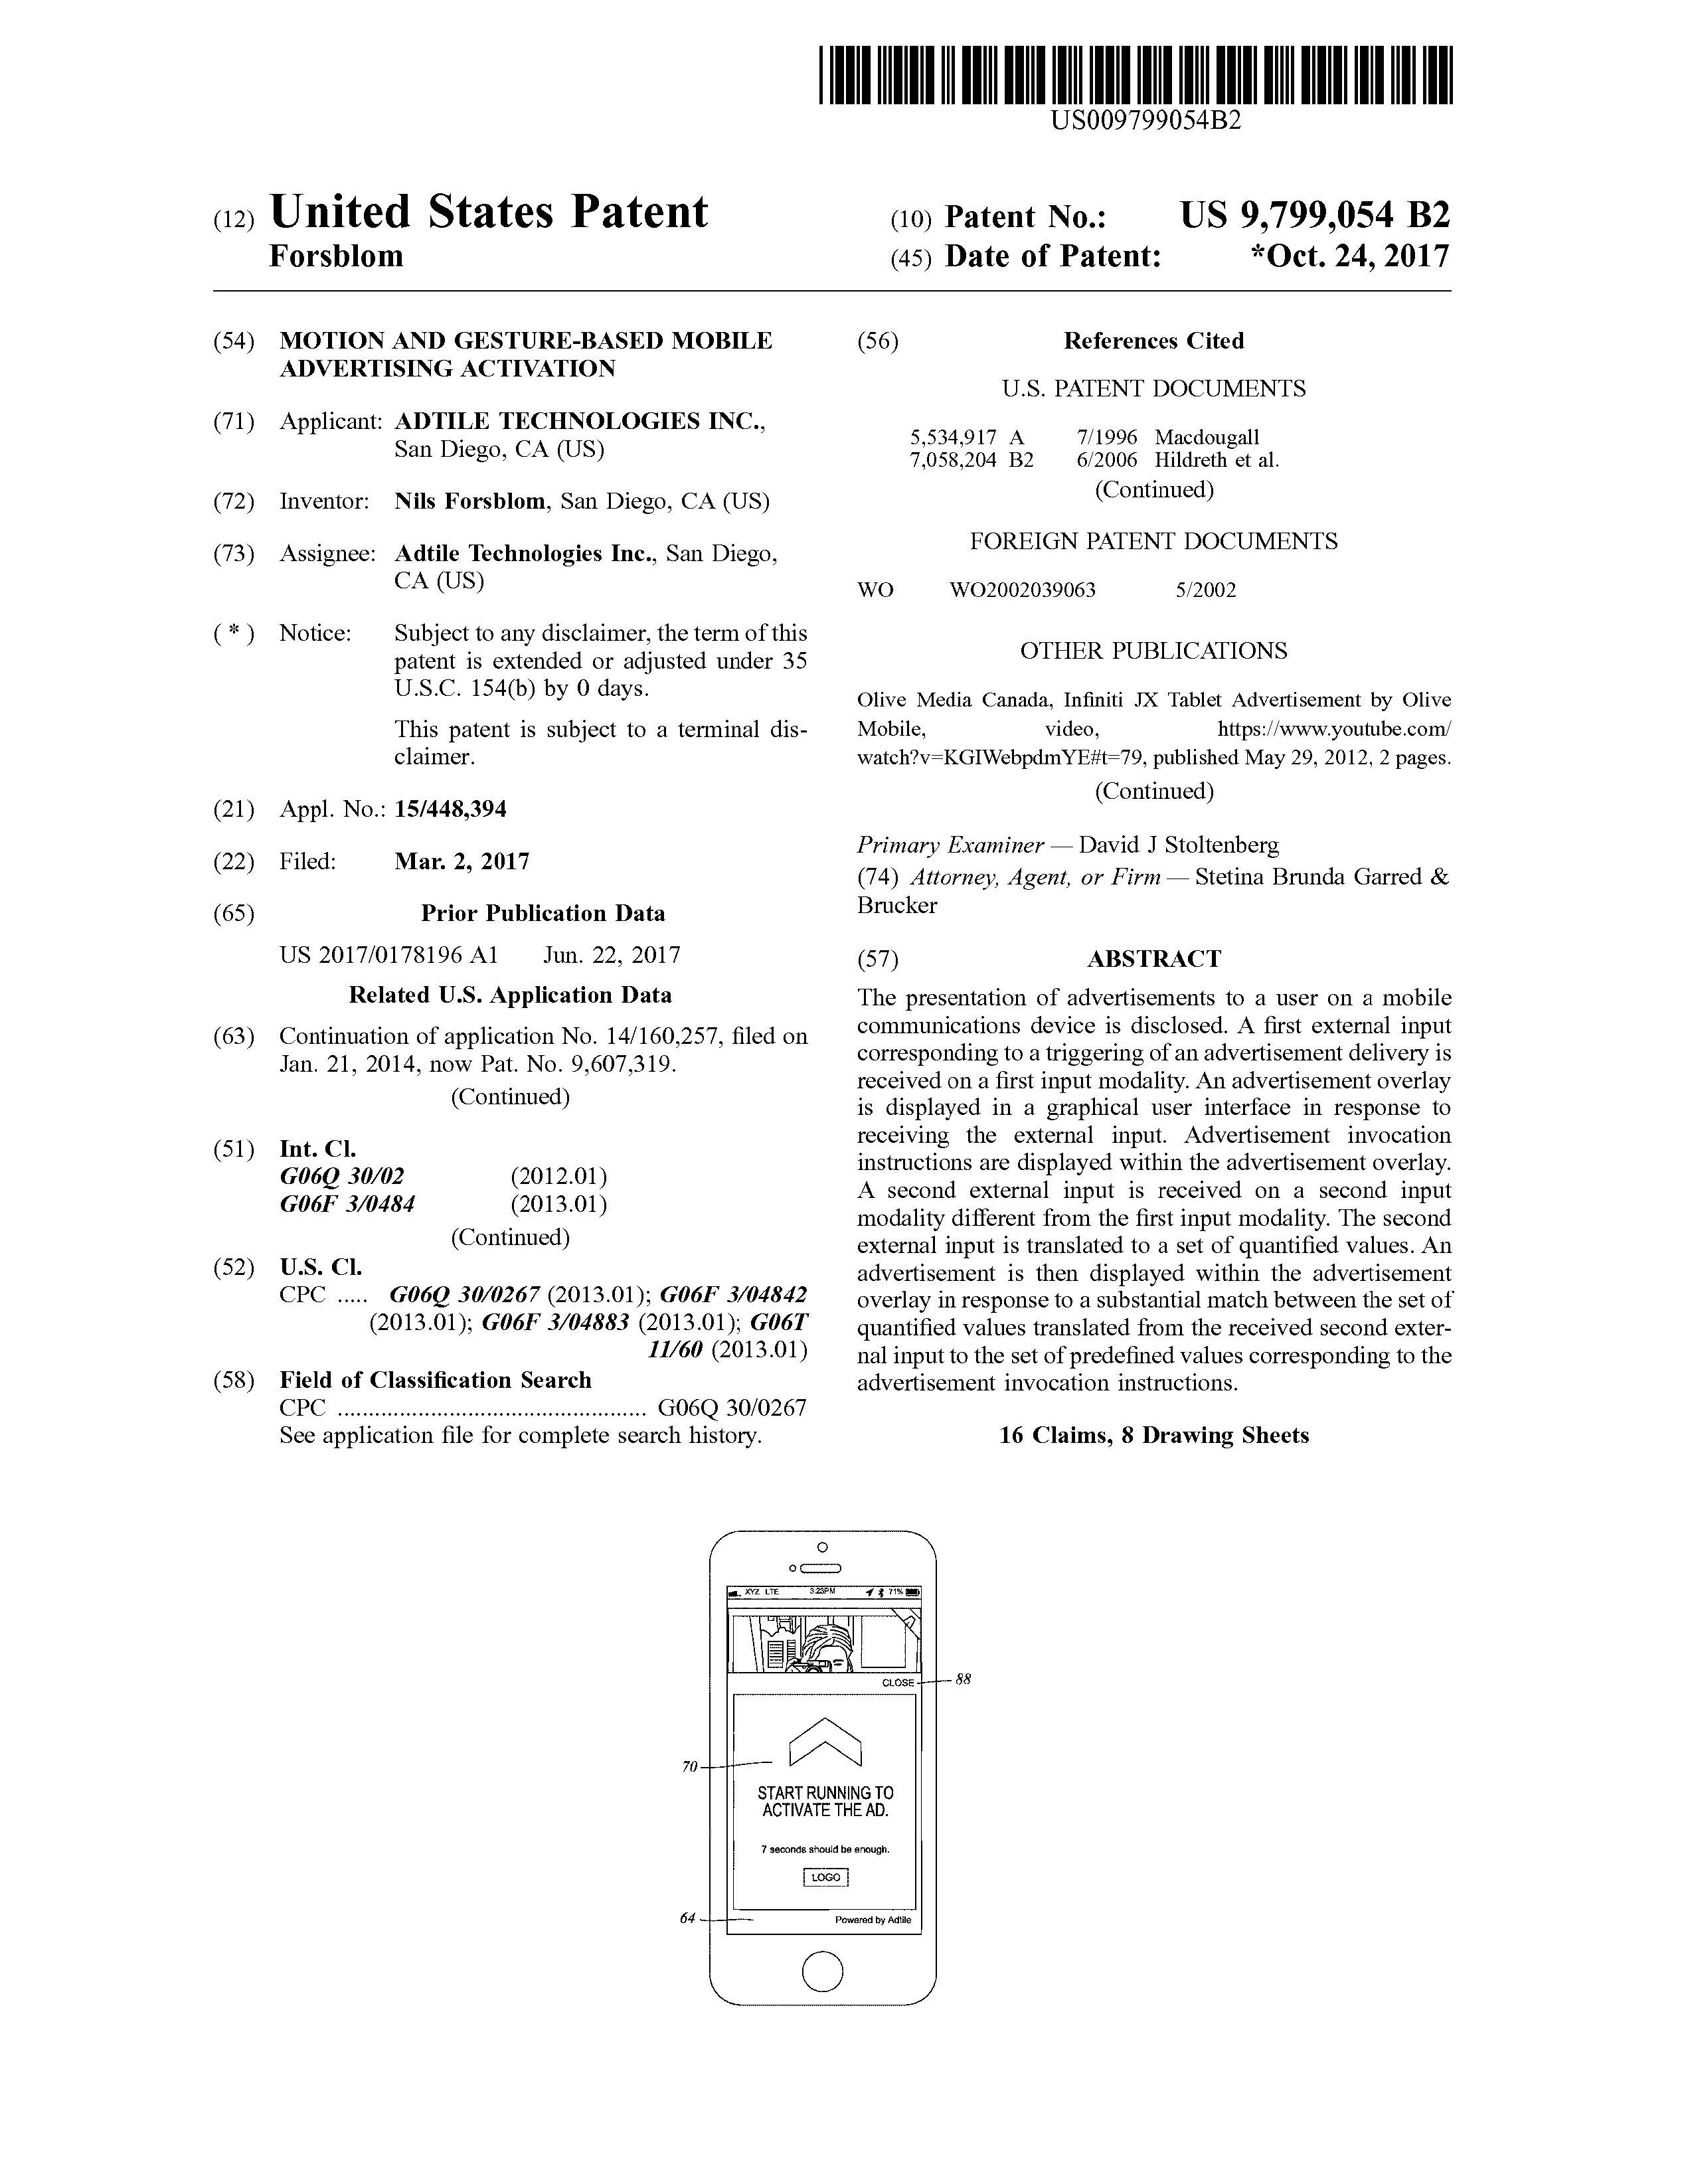 US009799054B2
(12) United States Patent
Forsblom
(10) Patent No.: US 9,799,054 B2
(45) Date of Patent: *Oct. 24, 2017
(54) MOTION AND GESTURE-BASED MOBILE
ADVERTISING ACTIVATION
(71) Applicant: ADTILE TECHNOLOGIES INC.,
San Diego, CA (US)
(72) Inventor: Nils Forsblom, San Diego, CA (US)
(73) Assignee: Adtile Technologies Inc., San Diego,
CA (US)
( * ) Notice: Subject to any disclaimer, the term of this
patent is extended or adjusted under 35
U.S.C. 154(b) by 0 days.
This patent is subject to a terminal dis-
claimer.
(21) Appl. No.: 15/448,394
(22) Filed: Mar. 2, 2017
(65) Prior Publication Data
US 2017/0178196 A1 Jun. 22, 2017
Related U.S. Application Data
(63) Continuation of application No. 14/160,257, filed on
Jan. 21, 2014, now Pat. No. 9,607,319.
(Continued)
(51) Int. Cl.
G06Q 30/02 (2012.01)
G06F 3/0484 (2013.01)
(Continued)
(52) U.S. Cl.
CPC ..... G06Q 30/0267 (2013.01); G06F 3/04842
(2013.01); G06F 3/04883 (2013.01); G06T
11/60 (2013.01)
(58) Field of Classification Search
CPC .................................................. G06Q 30/0267
See application file for complete search history.
(56) References Cited
U.S. PATENT DOCUMENTS
5,534,917 A 7/1996 Macdougall
7,058,204 B2 6/2006 Hildreth et al.
(Continued)
FOREIGN PATENT DOCUMENTS
WO WO2002039063 5/2002
OTHER PUBLICATIONS
Olive Media Canada, Infiniti JX Tablet Advertisement by Olive
Mobile, video, https://www.youtube.com/
watch?v=KGIWebpdmYE#t=79, published May 29, 2012, 2 pages.
(Continued)
Primary Examiner — David J Stoltenberg
(74) Attorney, Agent, or Firm — Stetina Brunda Garred &
Brucker
(57) ABSTRACT
The presentation of advertisements to a user on a mobile
communications device is disclosed. A first external input
corresponding to a triggering of an advertisement delivery is
received on a first input modality. An advertisement overlay
is displayed in a graphical user interface in response to
receiving the external input. Advertisement invocation
instructions are displayed within the advertisement overlay.
A second external input is received on a second input
modality different from the first input modality. The second
external input is translated to a set of quantified values. An
advertisement is then displayed within the advertisement
overlay in response to a substantial match between the set of
quantified values translated from the received second exter-
nal input to the set of predefined values corresponding to the
advertisement invocation instructions.
16 Claims, 8 Drawing Sheets
XYZ LTE 3:23PM 71%
CLOSE 88
70
START RUNNING TO
ACTIVATE THE AD.
7 seconds should be enough.
LOGO
64 Powered by Adtile